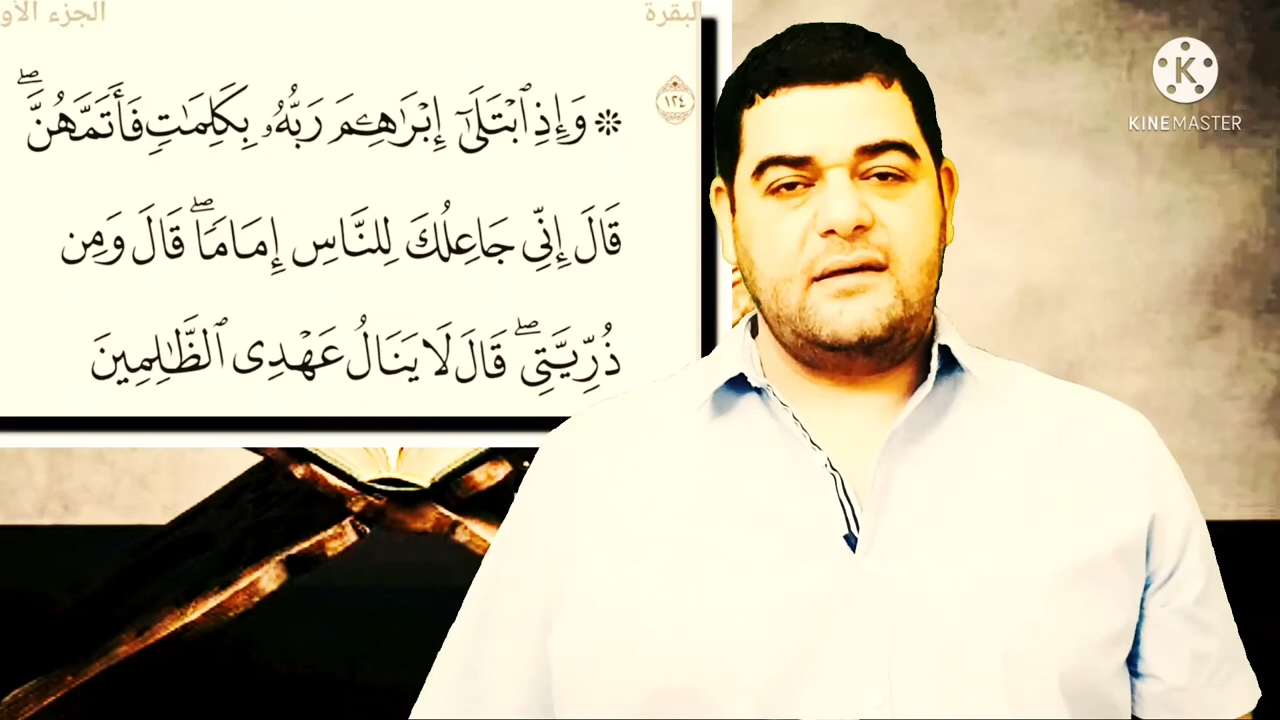 البقرة
الجزء الأو
۞ وَإِذِ ٱبْتَلَىٰٓ إِبْرَٰهِـۧمَ رَبُّهُۥ بِكَلِمَٰتٍ فَأَتَمَّهُنَّ ۖ
قَالَ إِنِّى جَاعِلُكَ لِلنَّاسِ إِمَامًا ۖ قَالَ وَمِن
ذُرِّيَّتِى ۖ قَالَ لَا يَنَالُ عَهْدِى ٱلظَّٰلِمِينَ
١٢٤
K
KINEMASTER